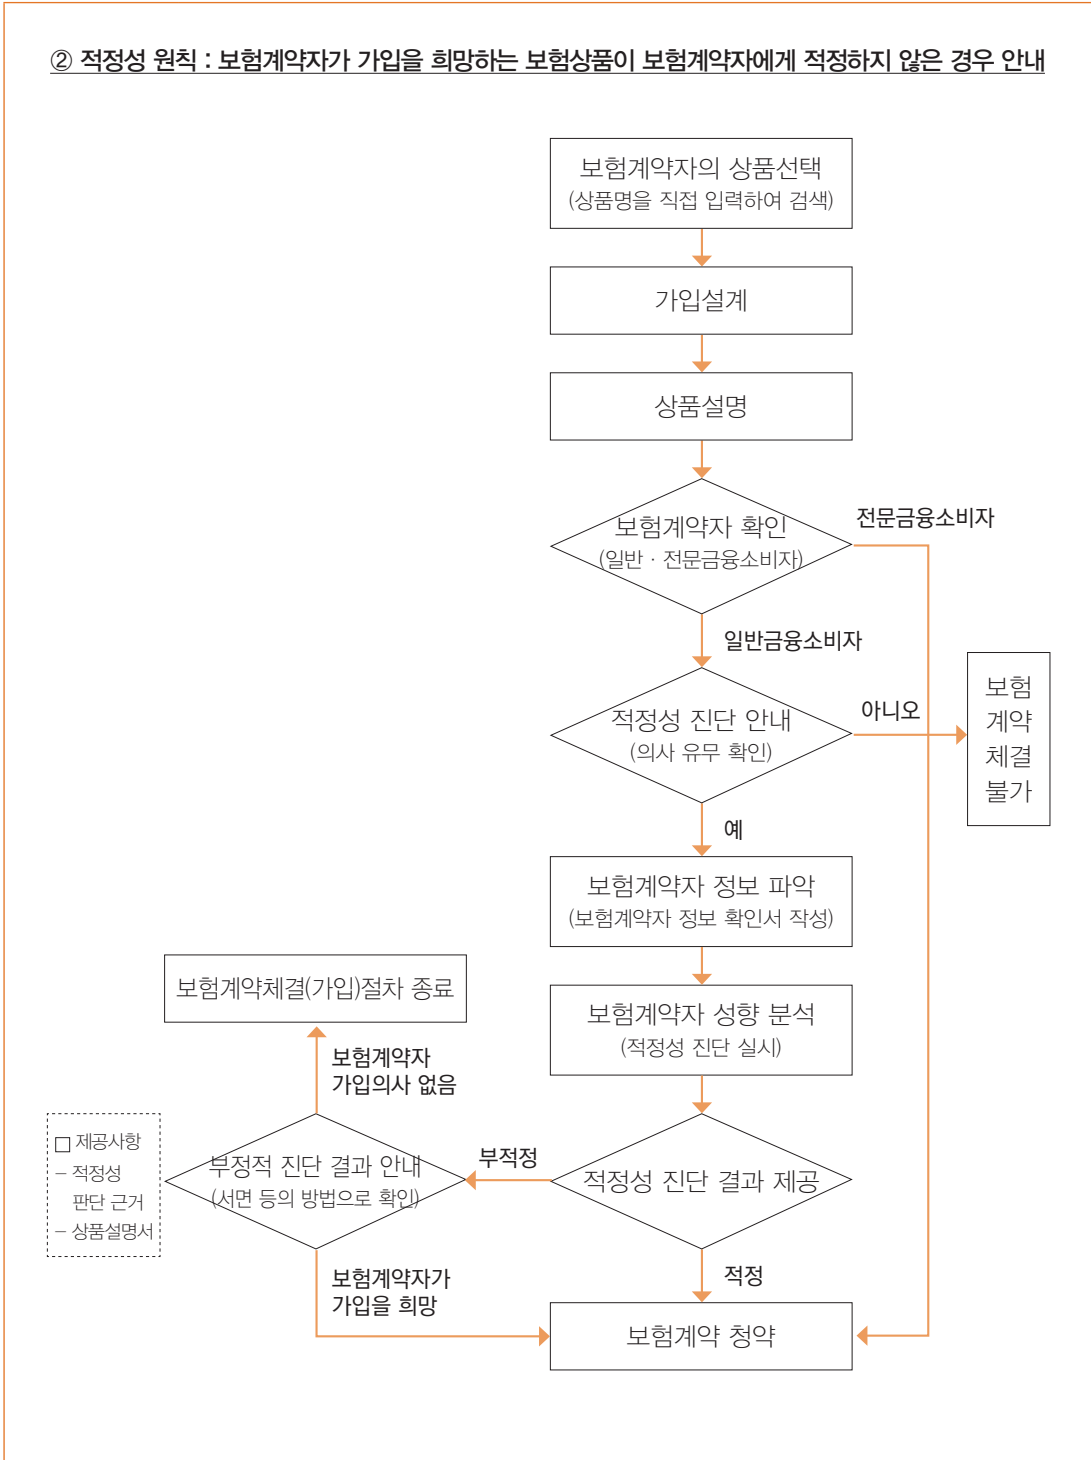 ② 적정성 원칙 : 보험계약자가 가입을 희망하는 보험상품이 보험계약자에게 적정하지 않은 경우 안내
보험계약자의 상품선택
(상품명을 직접 입력하여 검색)
가입설계
상품설명
보험계약자 확인
(일반 · 전문금융소비자)
전문금융소비자
일반금융소비자
적정성 진단 안내
(의사 유무 확인)
아니오
보험
계약
체결
불가
예
보험계약자 정보 파악
(보험계약자 정보 확인서 작성)
보험계약자 성향 분석
(적정성 진단 실시)
보험계약체결(가입)절차 종료
보험계약자
가입의사 없음
□ 제공사항
– 적정성
판단 근거
– 상품설명서
부정적 진단 결과 안내
(서면 등의 방법으로 확인)
부적정
적정성 진단 결과 제공
보험계약자가
가입을 희망
적정
보험계약 청약